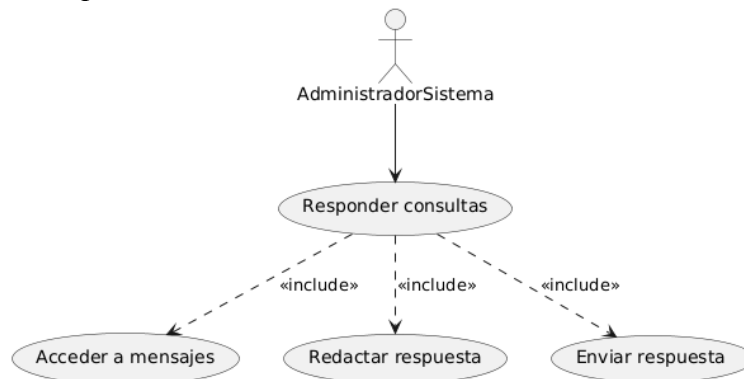 AdministradorSistema
Responder consultas
«include»
«include»
«include»
Acceder a mensajes
Redactar respuesta
Enviar respuesta